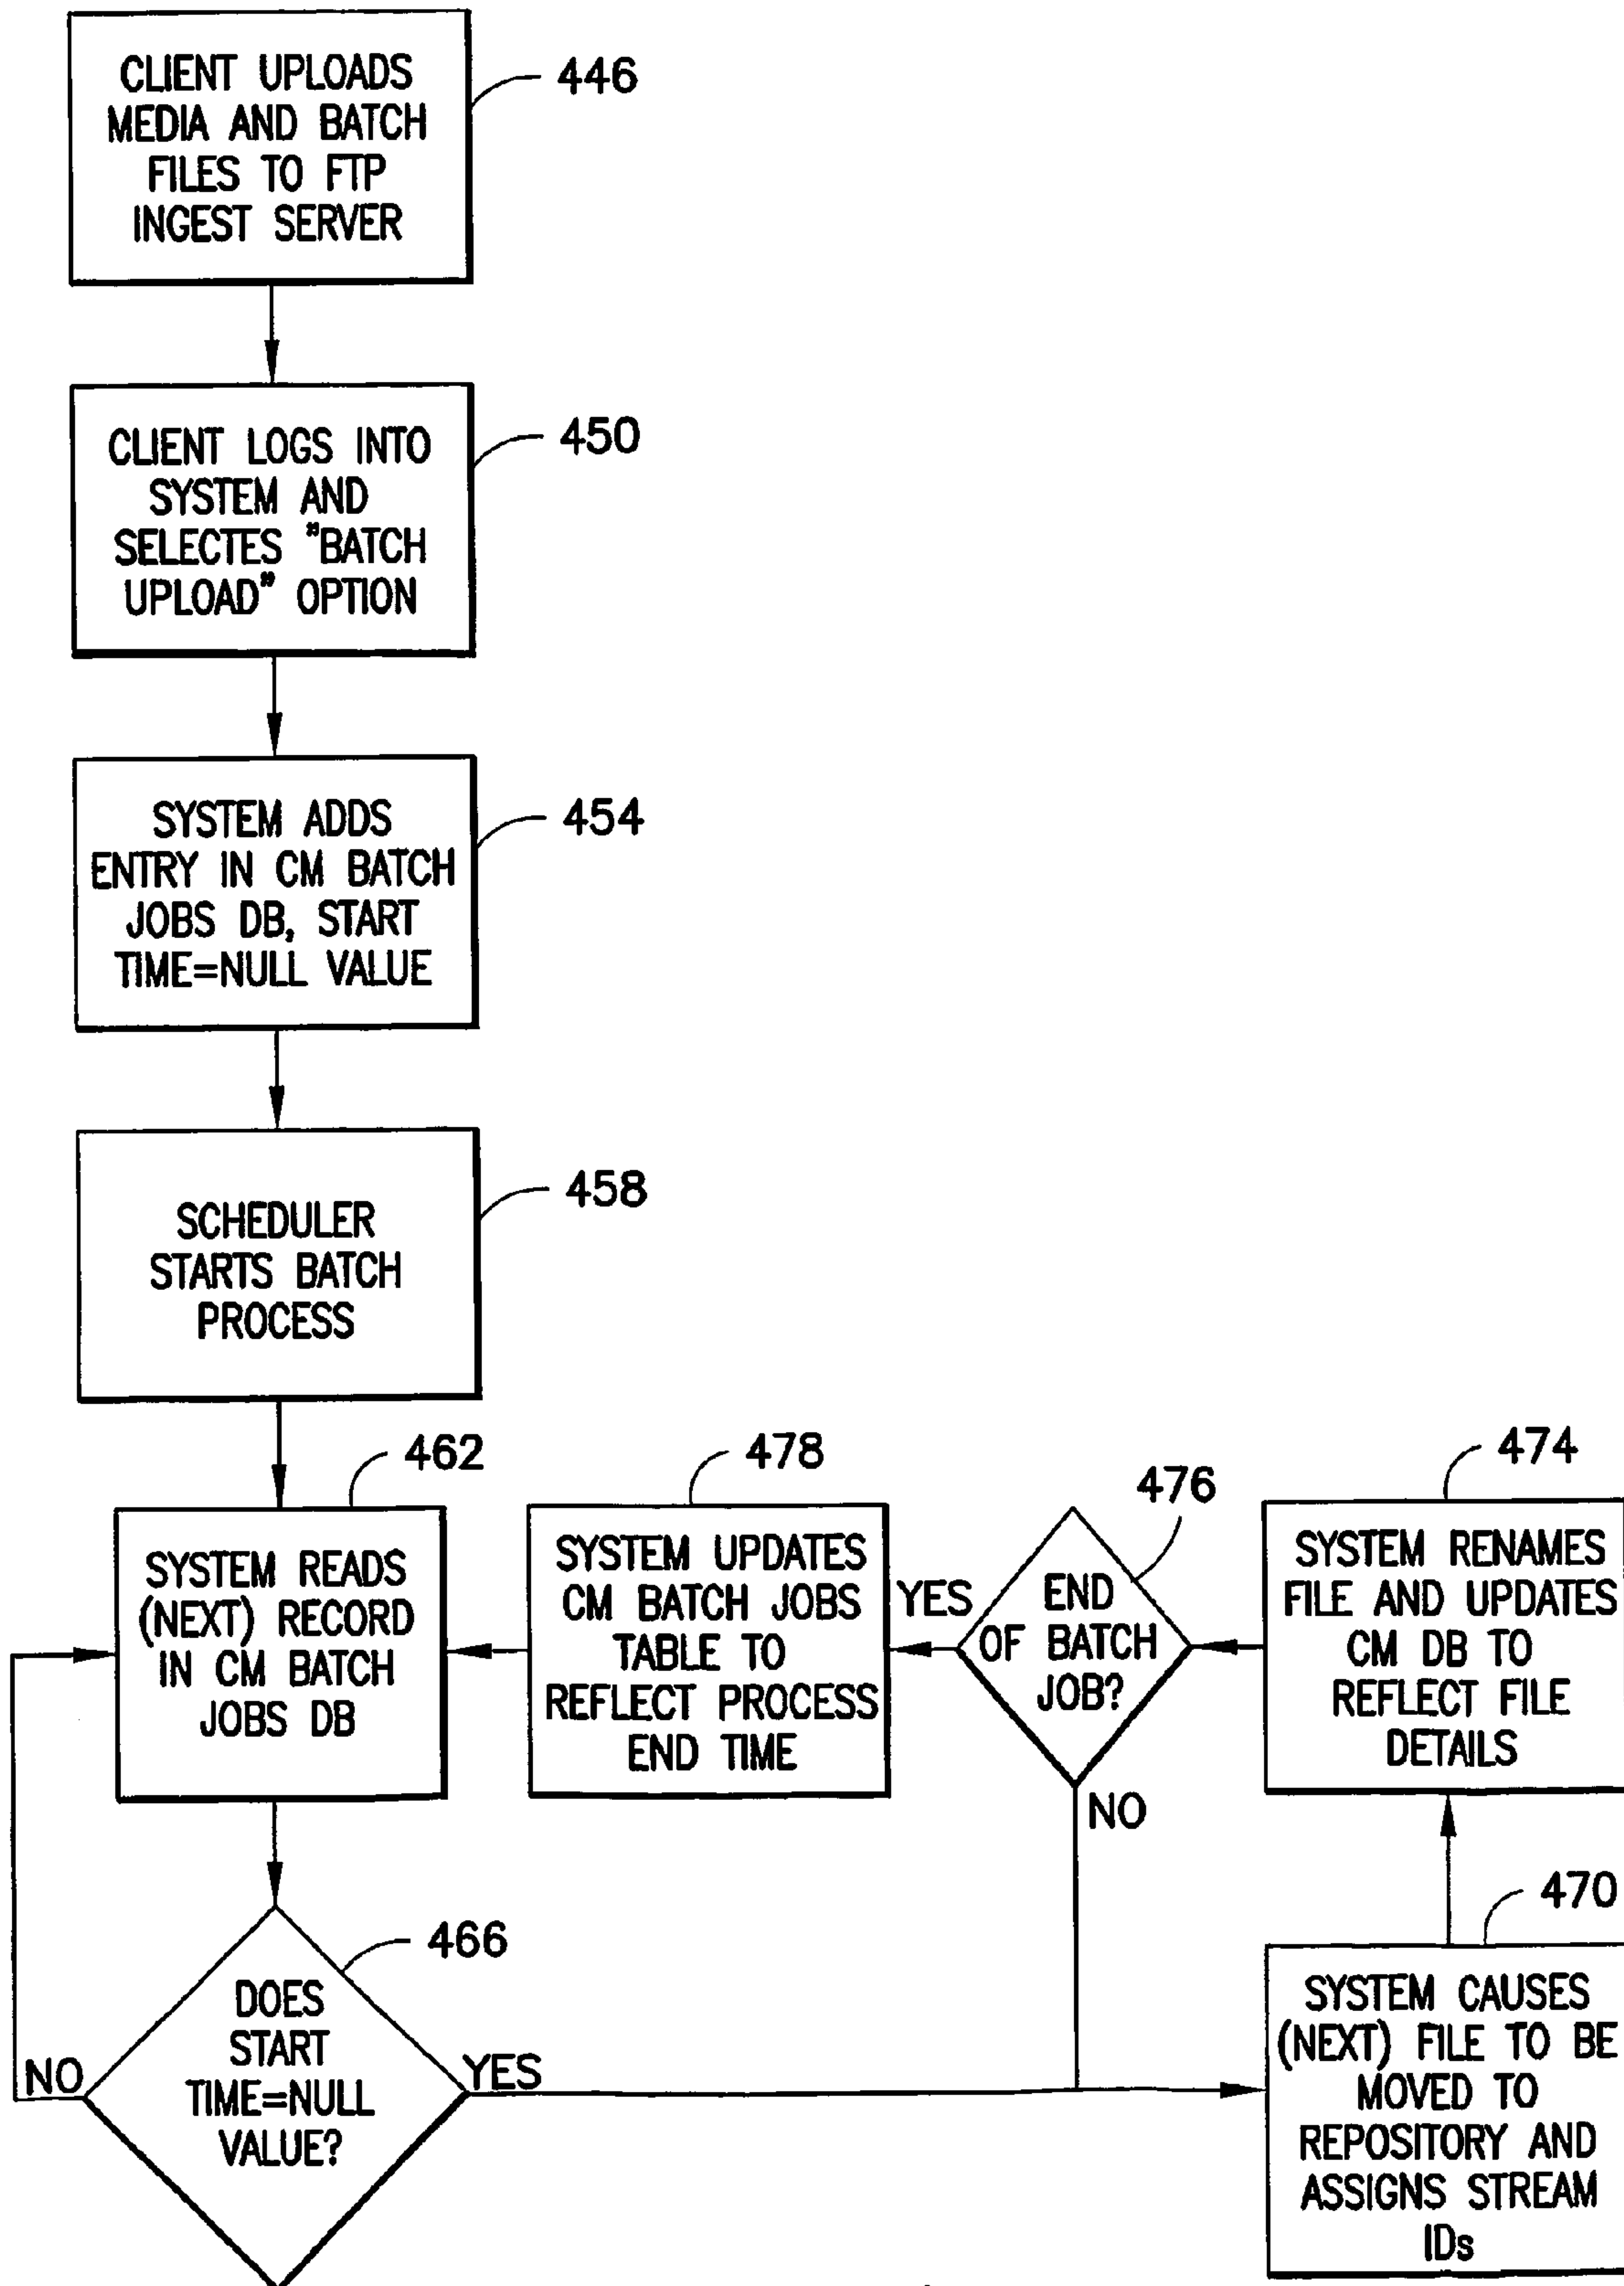 CLIENT UPLOADS
MEDIA AND BATCH
FILES TO FTP
INGEST SERVER
446
CLIENT LOGS INTO
SYSTEM AND
SELECTES "BATCH
UPLOAD" OPTION
450
SYSTEM ADDS
ENTRY IN CM BATCH
JOBS DB, START
TIME=NULL VALUE
454
SCHEDULER
STARTS BATCH
PROCESS
458
SYSTEM READS
(NEXT) RECORD
IN CM BATCH
JOBS DB
462
SYSTEM UPDATES
CM BATCH JOBS
TABLE TO
REFLECT PROCESS
END TIME
478
YES
END
OF BATCH
JOB?
476
NO
SYSTEM RENAMES
FILE AND UPDATES
CM DB TO
REFLECT FILE
DETAILS
474
DOES
START
TIME=NULL
VALUE?
466
NO
YES
SYSTEM CAUSES
(NEXT) FILE TO BE
MOVED TO
REPOSITORY AND
ASSIGNS STREAM
IDs
470